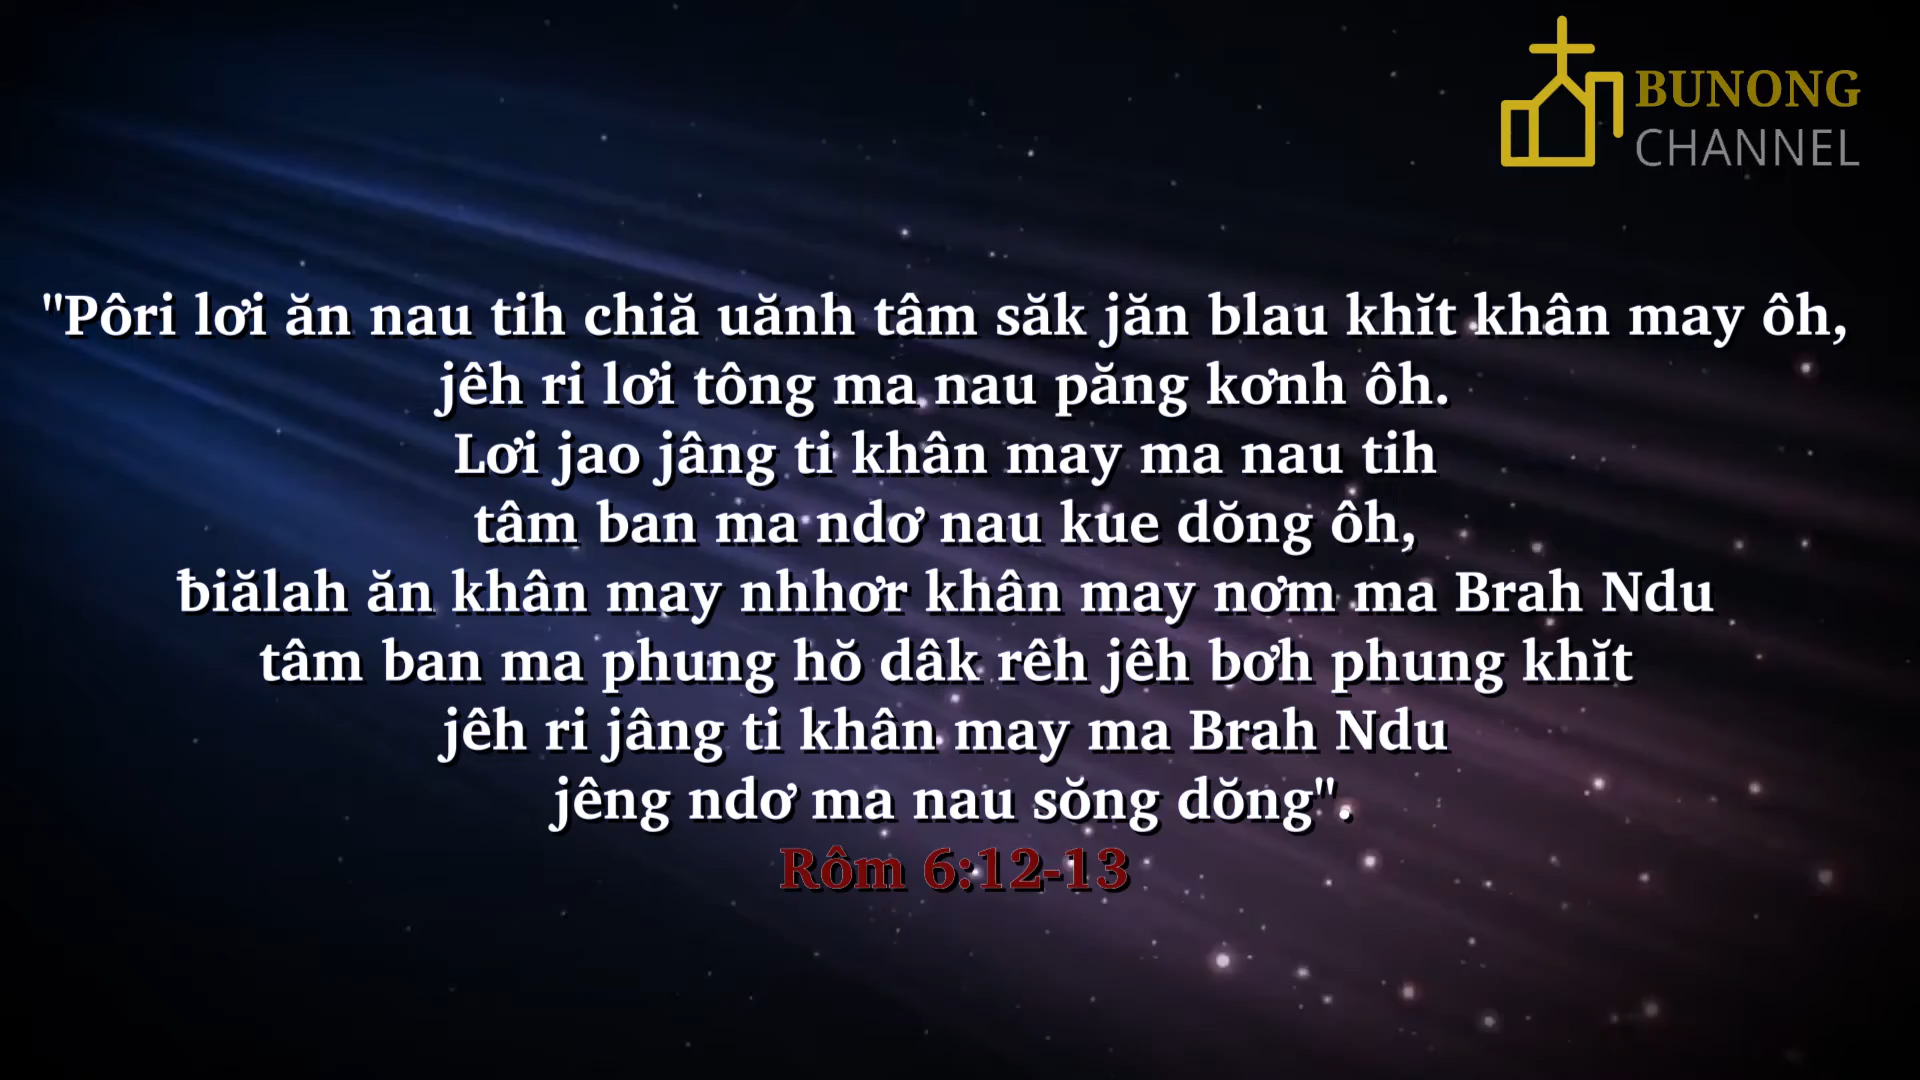 BUNONG
CHANNEL
"Pôri lơi ăn nau tih chiă uănh tâm săk jăn blau khĭt khân may ôh,
jêh ri lơi tông ma nau păng kơnh ôh.
Lơi jao jâng ti khân may ma nau tih
tâm ban ma ndơ nau kue dŏng ôh,
ƀiălah ăn khân may nhhơr khân may nơm ma Brah Ndu
tâm ban ma phung hŏ dâk rêh jêh bơh phung khĭt
jêh ri jâng ti khân may ma Brah Ndu
jêng ndơ ma nau sŏng dŏng".
Rôm 6:12-13